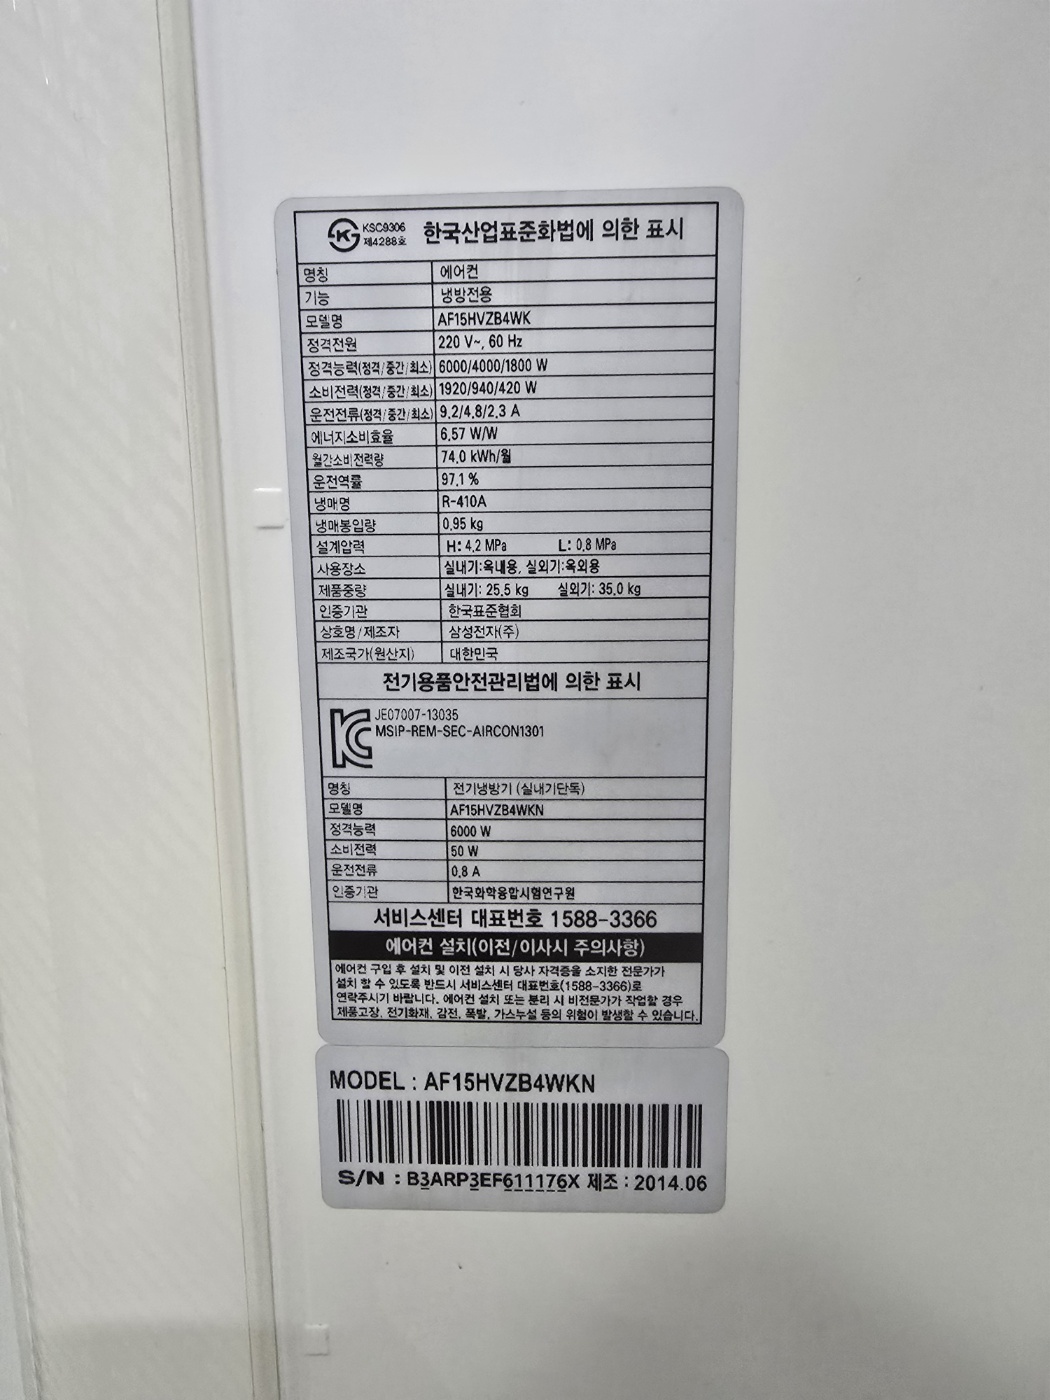 KSC9306
제4288호
한국산업표준화법에 의한 표시
명칭 에어컨
기능 냉방전용
모델명 AF15HVZB4WK
정격전원 220 V~, 60 Hz
정격능력(정격/중간/최소) 6000/4000/1800 W
소비전력(정격/중간/최소) 1920/940/420 W
운전전류(정격/중간/최소) 9.2/4.8/2.3 A
에너지소비효율 6.57 W/W
월간소비전력량 74.0 kWh/월
운전역률 97.1 %
냉매명 R-410A
냉매봉입량 0.95 kg
설계압력 H: 4.2 MPa L: 0.8 MPa
사용장소 실내기:옥내용, 실외기:옥외용
제품중량 실내기: 25.5 kg 실외기: 35.0 kg
인증기관 한국표준협회
상호명/제조자 삼성전자(주)
제조국가(원산지) 대한민국
전기용품안전관리법에 의한 표시
JE07007-13035
MSIP-REM-SEC-AIRCON1301
명칭 전기냉방기 (실내기단독)
모델명 AF15HVZB4WKN
정격능력 6000 W
소비전력 50 W
운전전류 0.8 A
인증기관 한국화학융합시험연구원
서비스센터 대표번호 1588-3366
에어컨 설치(이전/이사시 주의사항)
에어컨 구입 후 설치 및 이전 설치 시 당사 자격증을 소지한 전문가가
설치 할 수 있도록 반드시 서비스센터 대표번호(1588-3366)로
연락주시기 바랍니다. 에어컨 설치 또는 분리 시 비전문가가 작업할 경우
제품고장, 전기화재, 감전, 폭발, 가스누설 등의 위험이 발생할 수 있습니다.
MODEL : AF15HVZB4WKN
S/N : B3ARP3EF611176X 제조 : 2014.06